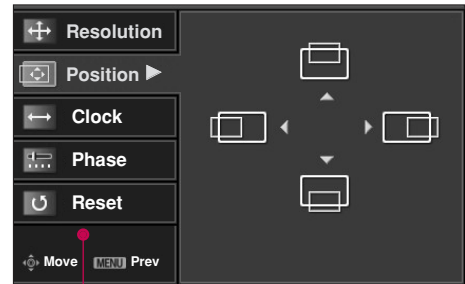 Resolution
Position ►
Clock
Phase
Reset
Move MENU Prev